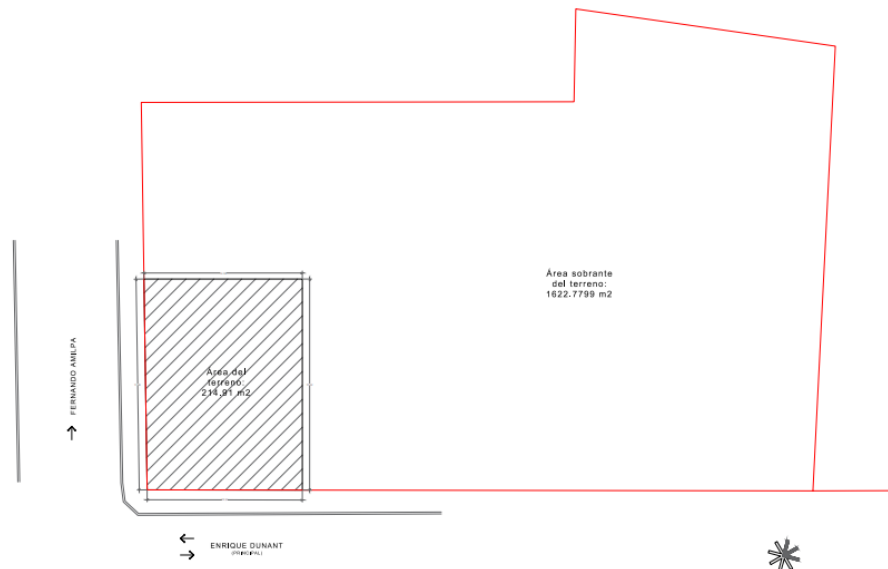 Área sobrante
del terreno:
1622.7799 m2
FERNANDO AMILPA
Área del
terreno:
214.91 m2
ENRIQUE DUNANT
(PRINCIPAL)